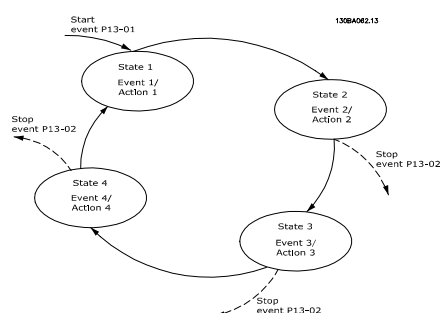 Start
event P13-01
130BA062.13
State 1
Event 1/
Action 1
State 2
Event 2/
Action 2
Stop
event P13-02
Stop
event P13-02
State 4
Event 4/
Action 4
State 3
Event 3/
Action 3
Stop
event P13-02